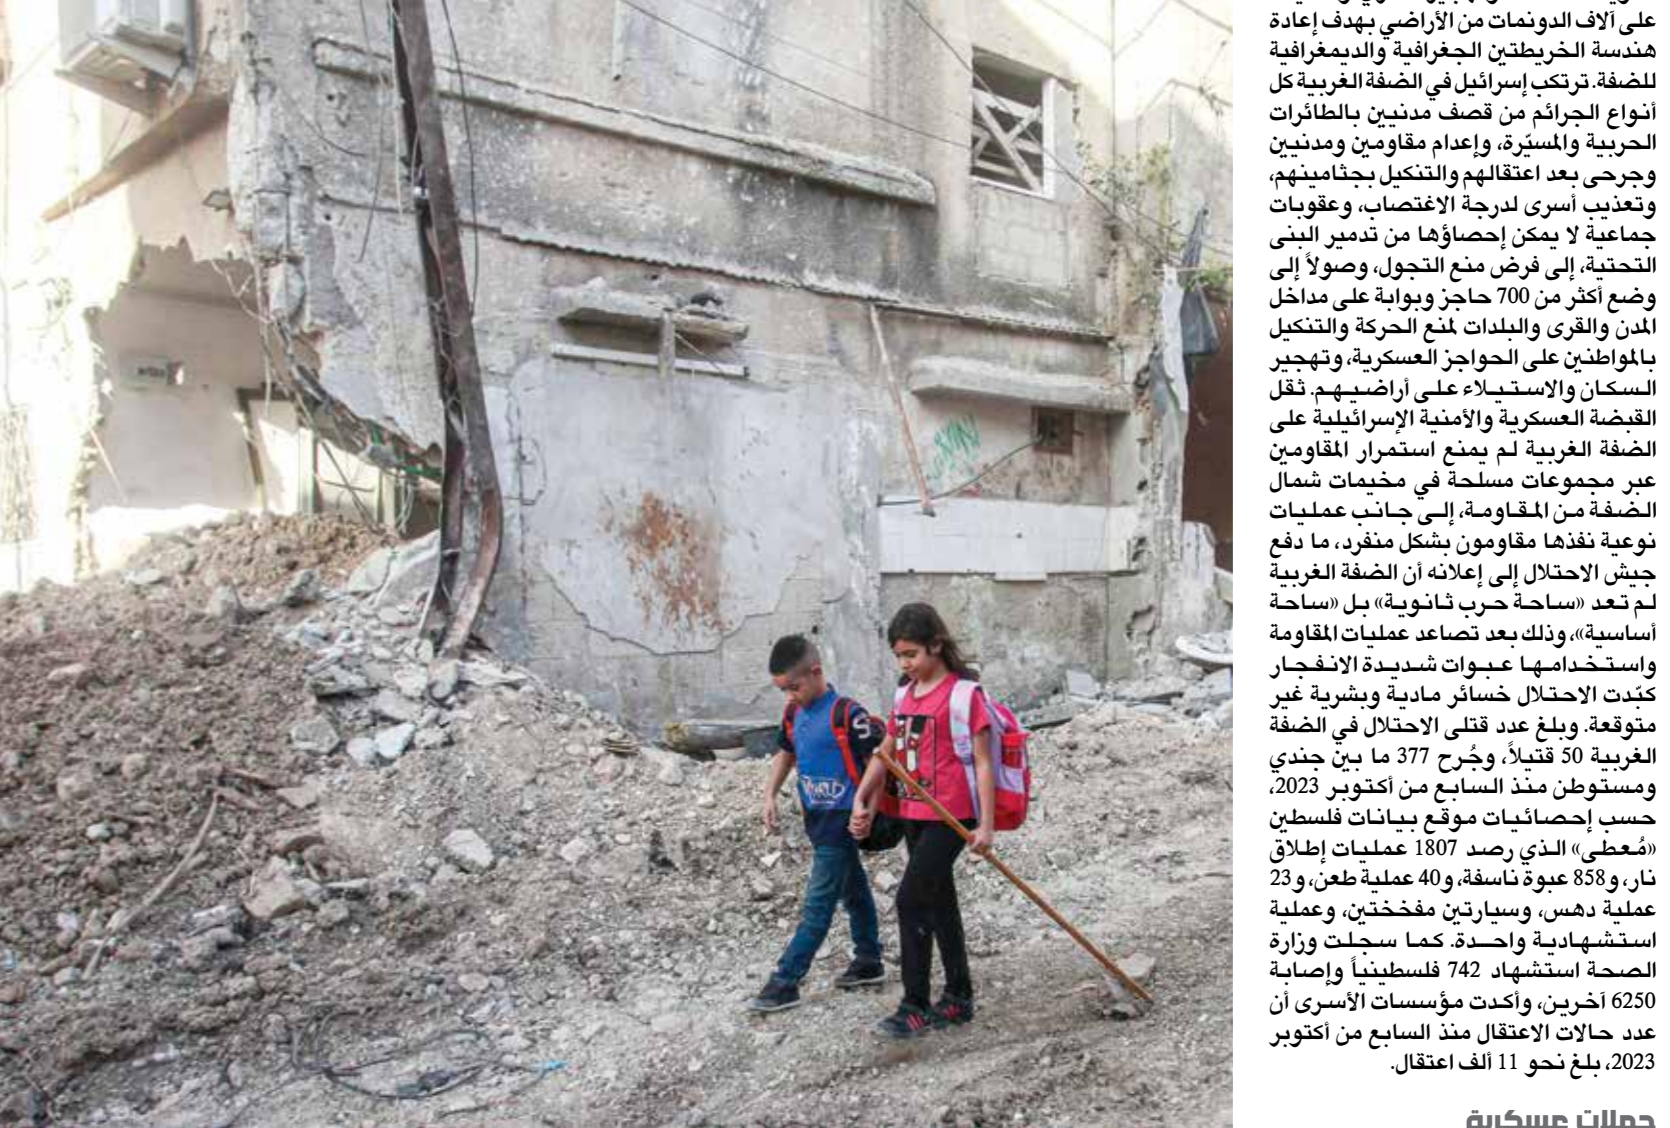 على آلاف الدونمات من الأراضي بهدف إعادة
هندسة الخريطتين الجغرافية والديمغرافية
للضفة. ترتكب إسرائيل في الضفة الغربية كل
أنواع الجرائم من قصف مدنيين بالطائرات
الحربية والمسيّرة، وإعدام مقاومين ومدنيين
وجرحى بعد اعتقالهم والتنكيل بجثامينهم،
وتعذيب أسرى لدرجة الاغتصاب، وعقوبات
جماعية لا يمكن إحصاؤها من تدمير البنى
التحتية، إلى فرض منع التجول، وصولاً إلى
وضع أكثر من 700 حاجز وبوابة على مداخل
المدن والقرى والبلدات لمنع الحركة والتنكيل
بالمواطنين على الحواجز العسكرية، وتهجير
السكان والاستيلاء على أراضيهم. ثقل
القبضة العسكرية والأمنية الإسرائيلية على
الضفة الغربية لم يمنع استمرار المقاومين
عبر مجموعات مسلحة في مخيمات شمال
الضفة من المقاومة، إلى جانب عمليات
نوعية نفذها مقاومون بشكل منفرد، ما دفع
جيش الاحتلال إلى إعلانه أن الضفة الغربية
لم تعد «ساحة حرب ثانوية» بل «ساحة
أساسية»، وذلك بعد تصاعد عمليات المقاومة
واستخدامها عبوات شديدة الانفجار
كبّدت الاحتلال خسائر مادية وبشرية غير
متوقعة. وبلغ عدد قتلى الاحتلال في الضفة
الغربية 50 قتيلاً، وجُرح 377 ما بين جندي
ومستوطن منذ السابع من أكتوبر 2023،
حسب إحصائيات موقع بيانات فلسطين
«مُعطى» الذي رصد 1807 عمليات إطلاق
نار، و858 عبوة ناسفة، و40 عملية طعن، و23
عملية دهس، وسيارتين مفخختين، وعملية
استشهادية واحدة. كما سجلت وزارة
الصحة استشهاد 742 فلسطينياً وإصابة
6250 آخرين، وأكدت مؤسسات الأسرى أن
عدد حالات الاعتقال منذ السابع من أكتوبر
2023، بلغ نحو 11 ألف اعتقال.
حملات عسكرية